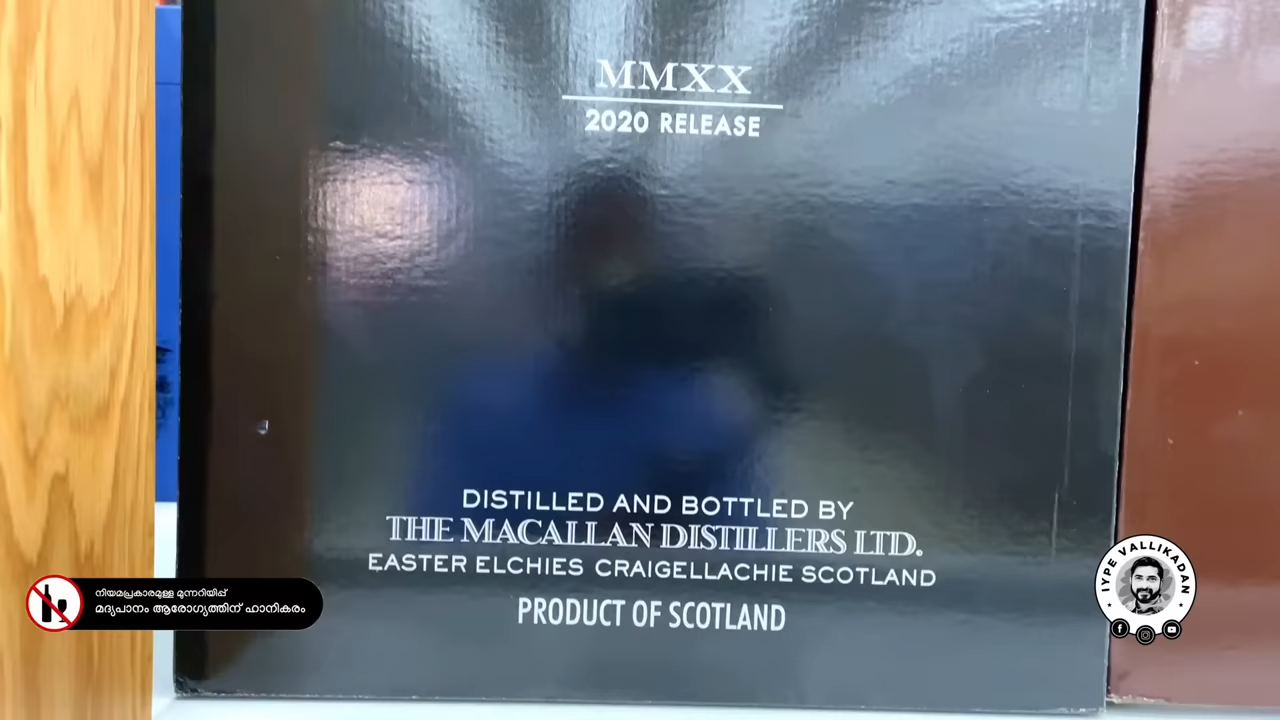 MMXX
2020 RELEASE
DISTILLED AND BOTTLED BY
THE MACALLAN DISTILLERS LTD.
EASTER ELCHIES CRAIGELLACHIE SCOTLAND
PRODUCT OF SCOTLAND
നിയമപ്രകാരമുള്ള മുന്നറിയിപ്പ്
മദ്യപാനം ആരോഗ്യത്തിന് ഹാനികരം
IYPE VALLIKADAN